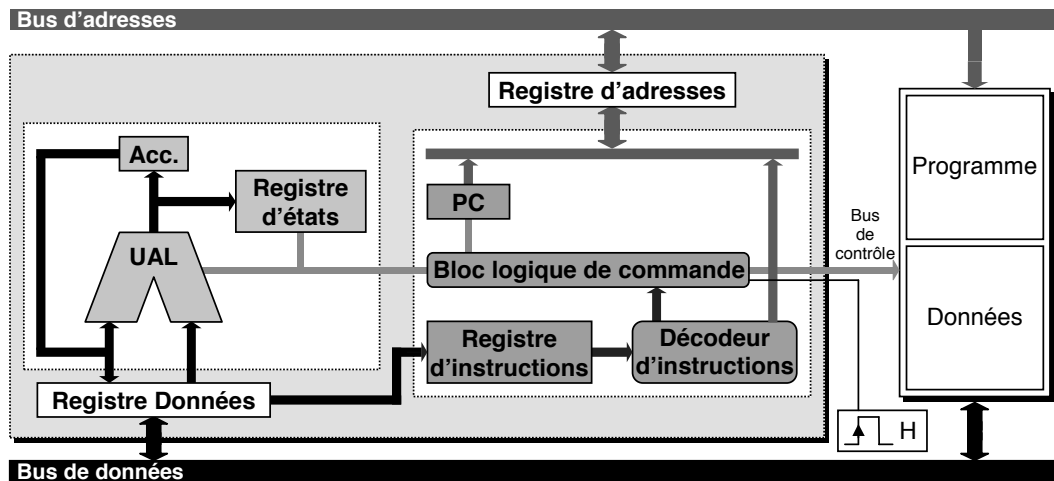 Bus d'adresses
Registre d'adresses
Acc.
Registre
d'états
UAL
PC
Bloc logique de commande
Registre
d'instructions
Décodeur
d'instructions
Registre Données
Bus
de
contrôle
Programme
Données
H
Bus de données